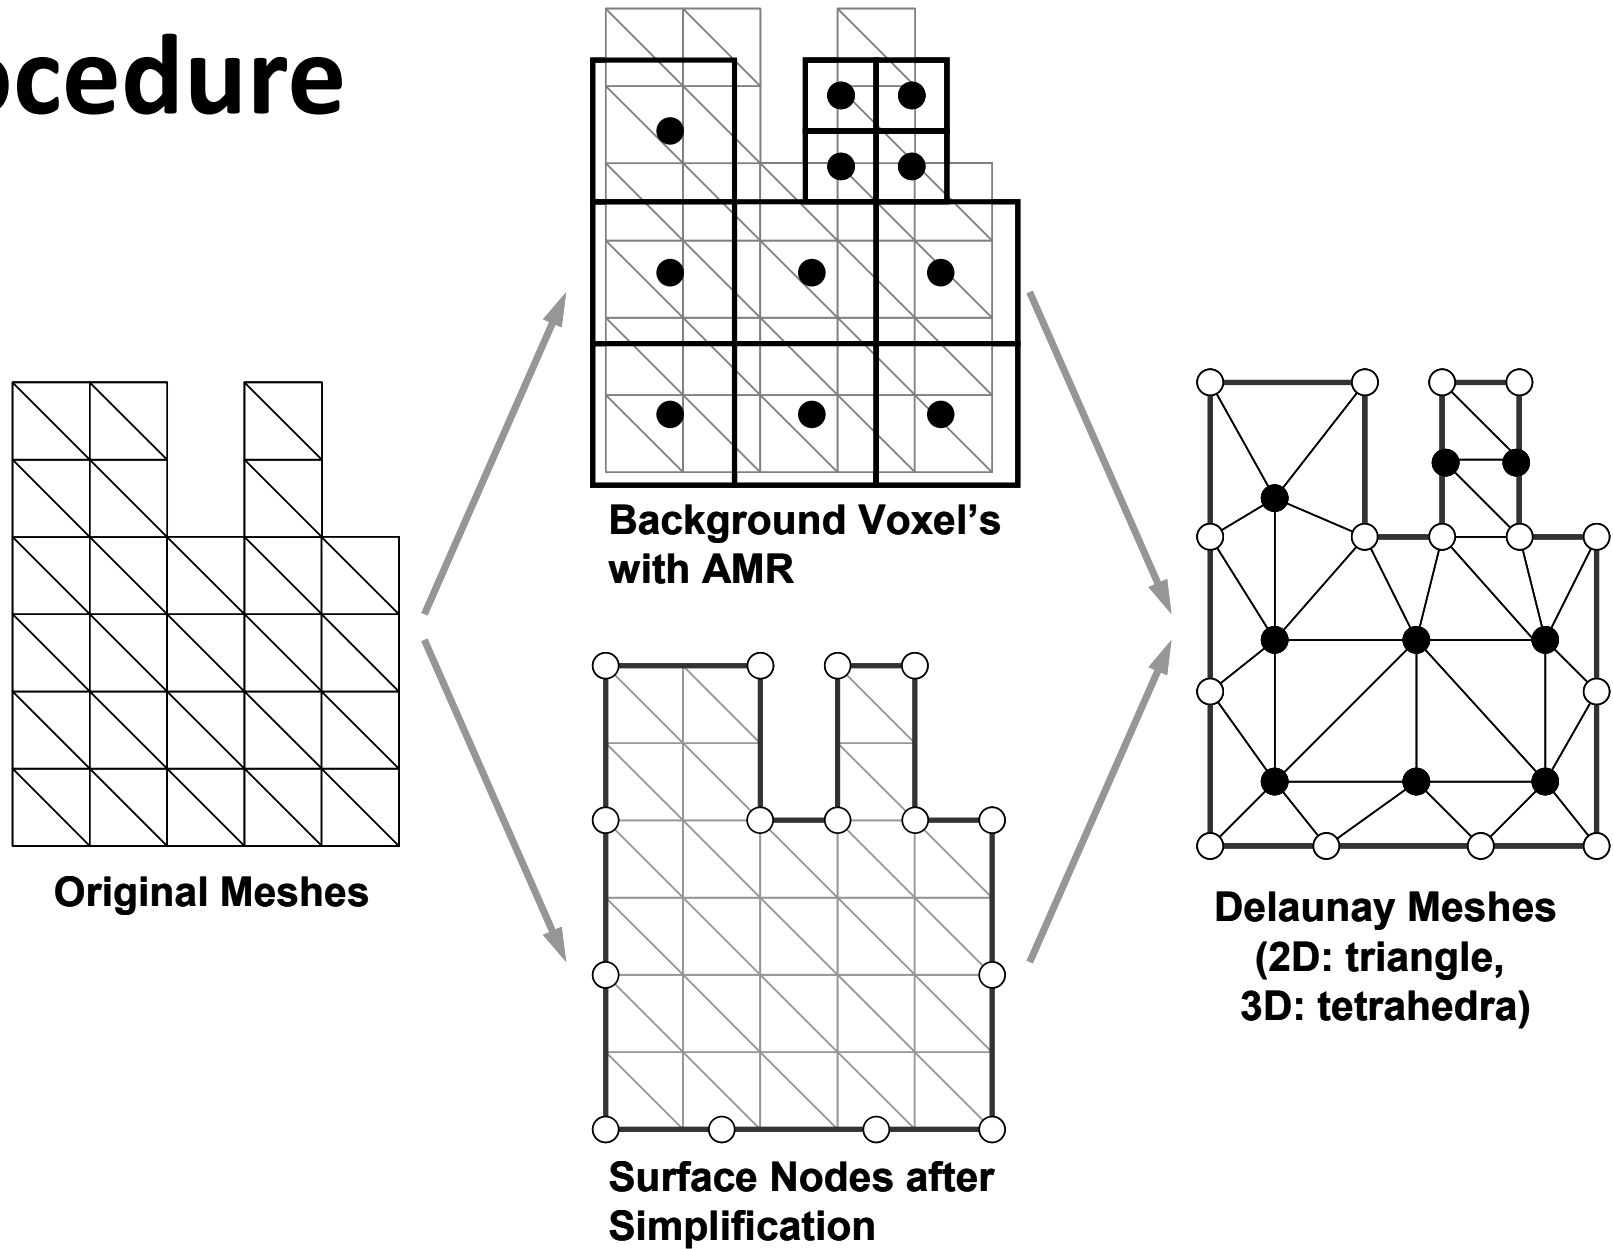 ocedure
Background Voxel's
with AMR
Original Meshes
Delaunay Meshes
(2D: triangle,
3D: tetrahedra)
Surface Nodes after
Simplification